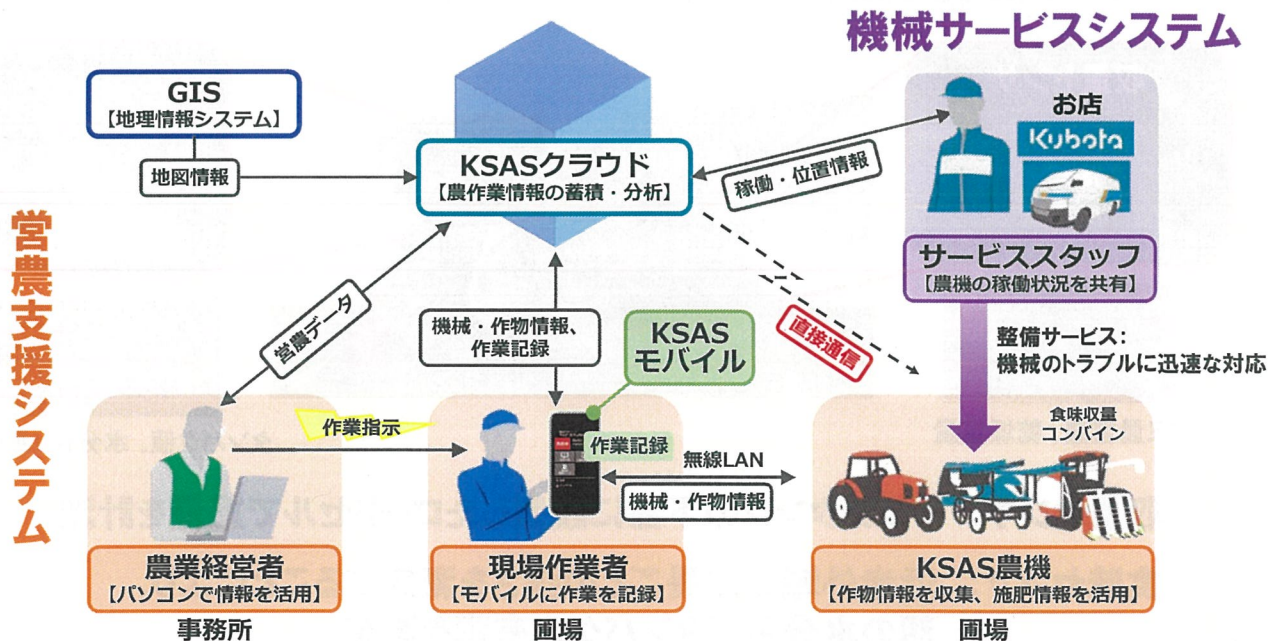 機械サービスシステム
GIS
【地理情報システム】
地図情報
KSASクラウド
【農作業情報の蓄積・分析】
稼働・位置情報
お店
Kubota
サービススタッフ
【農機の稼働状況を共有】
営農支援システム
営農データ
機械・作物情報、
作業記録
KSAS
モバイル
直接通信
整備サービス:
機械のトラブルに迅速な対応
作業指示
作業記録
無線LAN
機械・作物情報
食味収量
コンバイン
農業経営者
【パソコンで情報を活用】
事務所
現場作業者
【モバイルに作業を記録】
圃場
KSAS農機
【作物情報を収集、施肥情報を活用】
圃場